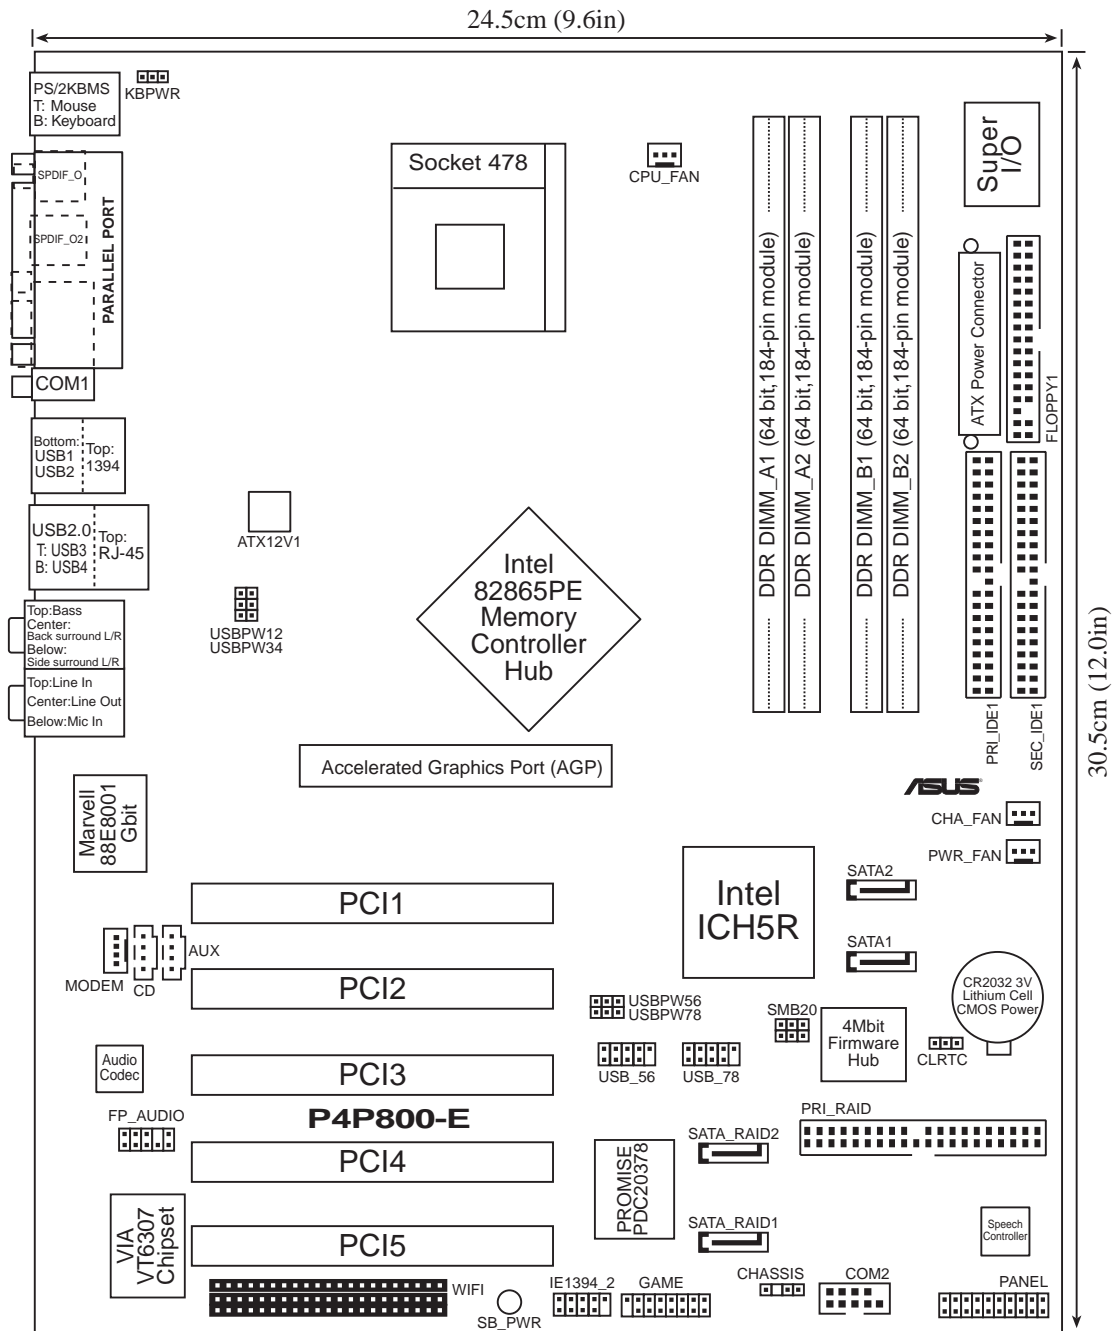 24.5cm (9.6in)
PS/2KBMS
T: Mouse
B: Keyboard
KBPWR
SPDIF_O
SPDIF_O2
PARALLEL PORT
COM1
Bottom:
USB1
USB2
Top:
1394
USB2.0
T: USB3
B: USB4
Top:
RJ-45
Top:Bass
Center:
Back surround L/R
Below:
Side surround L/R
Top:Line In
Center:Line Out
Below:Mic In
Socket 478
CPU_FAN
DDR DIMM_A1 (64 bit,184-pin module)
DDR DIMM_A2 (64 bit,184-pin module)
DDR DIMM_B1 (64 bit,184-pin module)
DDR DIMM_B2 (64 bit,184-pin module)
Super
I/O
ATX Power Connector
FLOPPY1
PRI_IDE1
SEC_IDE1
30.5cm (12.0in)
ATX12V1
USBPW12
USBPW34
Intel
82865PE
Memory
Controller
Hub
Accelerated Graphics Port (AGP)
ASUS
CHA_FAN
PWR_FAN
Marvell
88E8001
Gbit
PCI1
Intel
ICH5R
SATA2
SATA1
MODEM
CD
AUX
PCI2
USBPW56
USBPW78
SMB20
4Mbit
Firmware
Hub
CR2032 3V
Lithium Cell
CMOS Power
CLRTC
Audio
Codec
PCI3
USB_56
USB_78
FP_AUDIO
P4P800-E
PRI_RAID
PCI4
PROMISE
PDC20378
SATA_RAID2
SATA_RAID1
VIA
VT6307
Chipset
PCI5
Speech
Controller
WIFI
SB_PWR
IE1394_2
GAME
CHASSIS
COM2
PANEL